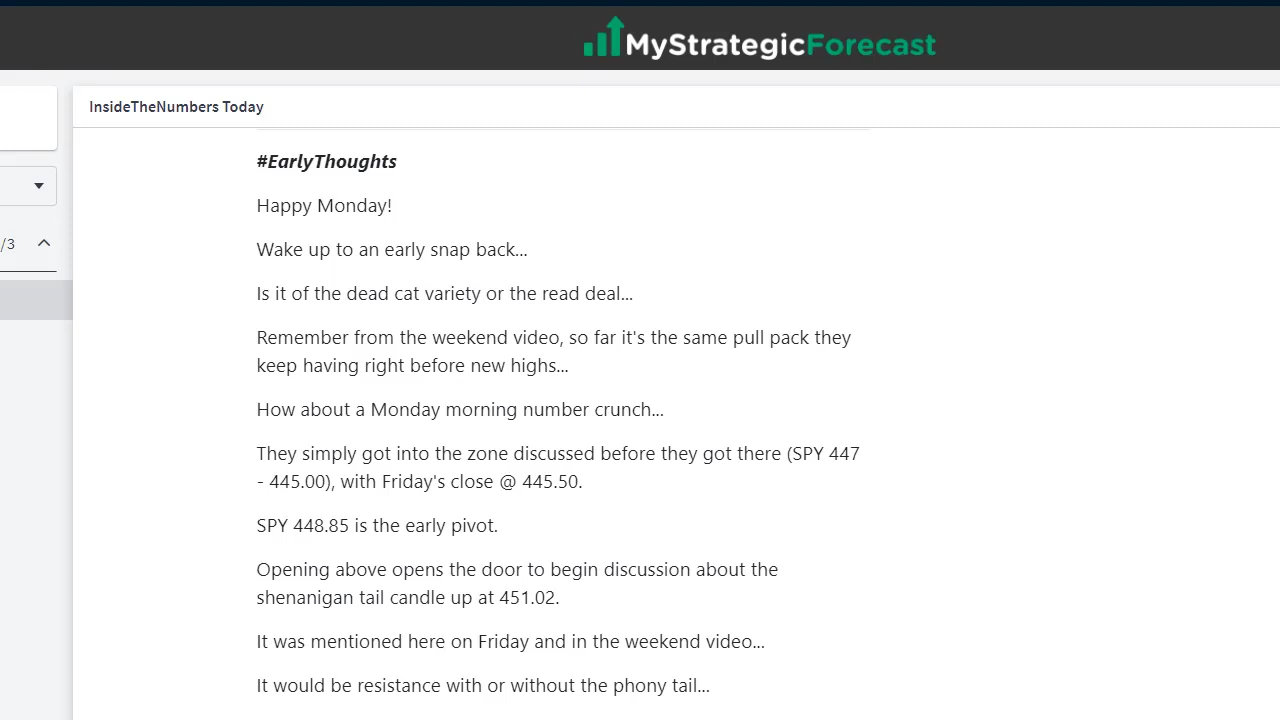 MyStrategicForecast
InsideTheNumbers Today
#EarlyThoughts
Happy Monday!
/3
Wake up to an early snap back...
Is it of the dead cat variety or the read deal...
Remember from the weekend video, so far it's the same pull pack they
keep having right before new highs...
How about a Monday morning number crunch...
They simply got into the zone discussed before they got there (SPY 447
- 445.00), with Friday's close @ 445.50.
SPY 448.85 is the early pivot.
Opening above opens the door to begin discussion about the
shenanigan tail candle up at 451.02.
It was mentioned here on Friday and in the weekend video...
It would be resistance with or without the phony tail...